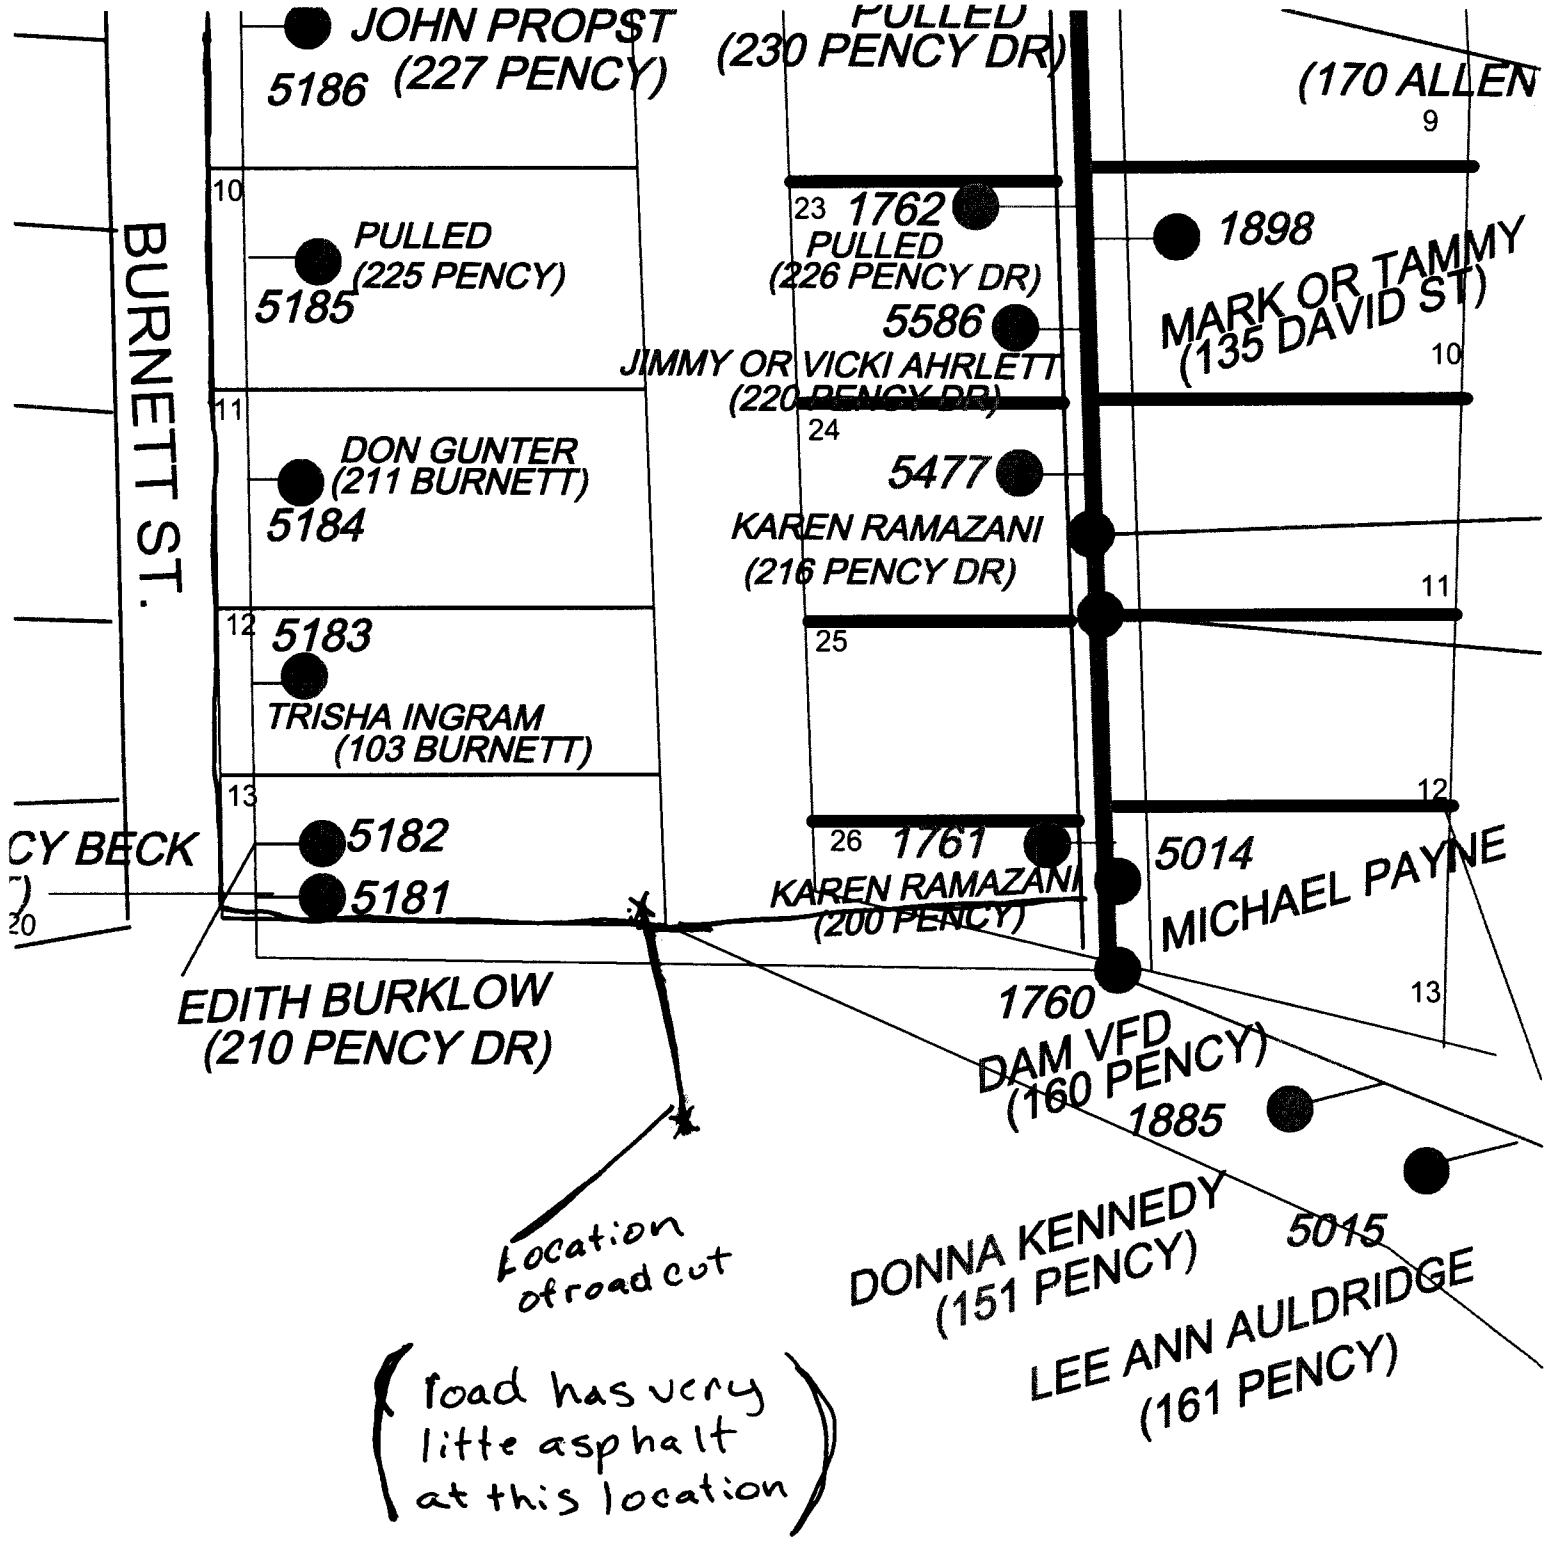 JOHN PROPST
(227 PENCY)
5186
PULLED
(230 PENCY DR)
(170 ALLEN
9
10
PULLED
(225 PENCY)
5185
23 1762
PULLED
(226 PENCY DR)
5586
JIMMY OR VICKI AHRLETT
(220 PENCY DR)
1898
MARK OR TAMMY
(135 DAVID ST)
10
BURNETT ST.
11
DON GUNTER
(211 BURNETT)
5184
24
5477
KAREN RAMAZANI
(216 PENCY DR)
11
12 5183
TRISHA INGRAM
(103 BURNETT)
25
12
13
5182
5181
CY BECK
)
20
EDITH BURKLOW
(210 PENCY DR)
26 1761
KAREN RAMAZANI
(200 PENCY)
5014
MICHAEL PAYNE
13
1760
DAM VFD
(160 PENCY)
1885
DONNA KENNEDY
(151 PENCY)
5015
LEE ANN AULDRIDGE
(161 PENCY)
Location
of road cut
(road has very
litte asphalt
at this location)